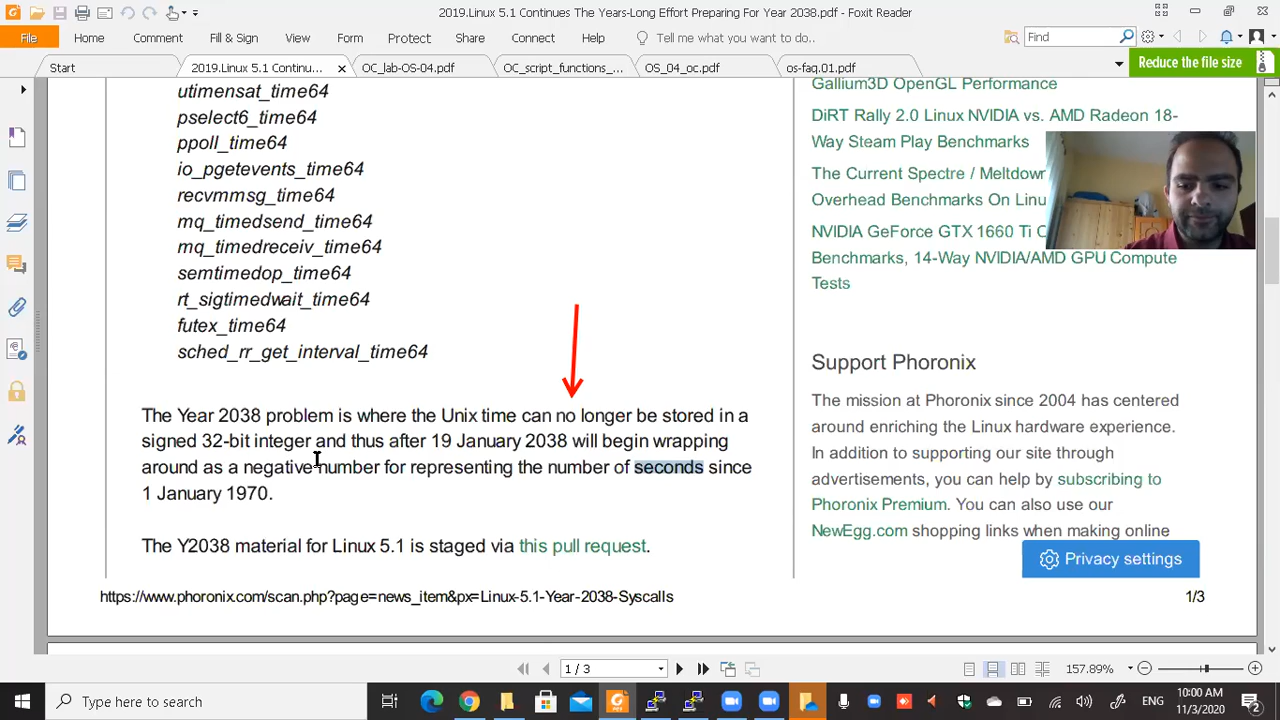 2019.Linux 5.1 Continues The Years-Long Effort Preparing For Year 2038.pdf - Foxit Reader
File Home Comment Fill & Sign View Form Protect Share Connect Help Tell me what you want to do.. Find
Start 2019.Linux 5.1 Continu... OC_lab-OS-04.pdf OC_script_functions_... OS_04_oc.pdf os-faq.01.pdf Reduce the file size
utimensat_time64
pselect6_time64
ppoll_time64
io_pgetevents_time64
recvmmsg_time64
mq_timedsend_time64
mq_timedreceiv_time64
semtimedop_time64
rt_sigtimedwait_time64
futex_time64
sched_rr_get_interval_time64
The Year 2038 problem is where the Unix time can no longer be stored in a
signed 32-bit integer and thus after 19 January 2038 will begin wrapping
around as a negative number for representing the number of seconds since
1 January 1970.
The Y2038 material for Linux 5.1 is staged via this pull request.
Gallium3D OpenGL Performance
DiRT Rally 2.0 Linux NVIDIA vs. AMD Radeon 18-
Way Steam Play Benchmarks
The Current Spectre / Meltdow
Overhead Benchmarks On Linu
NVIDIA GeForce GTX 1660 Ti
Benchmarks, 14-Way NVIDIA/AMD GPU Compute
Tests
Support Phoronix
The mission at Phoronix since 2004 has centered
around enriching the Linux hardware experience.
In addition to supporting our site through
advertisements, you can help by subscribing to
Phoronix Premium. You can also use our
NewEgg.com shopping links when making online
Privacy settings
https://www.phoronix.com/scan.php?page=news_item&px=Linux-5.1-Year-2038-Syscalls 1/3
1 / 3 157.89%
Type here to search ENG 10:00 AM
11/3/2020 2